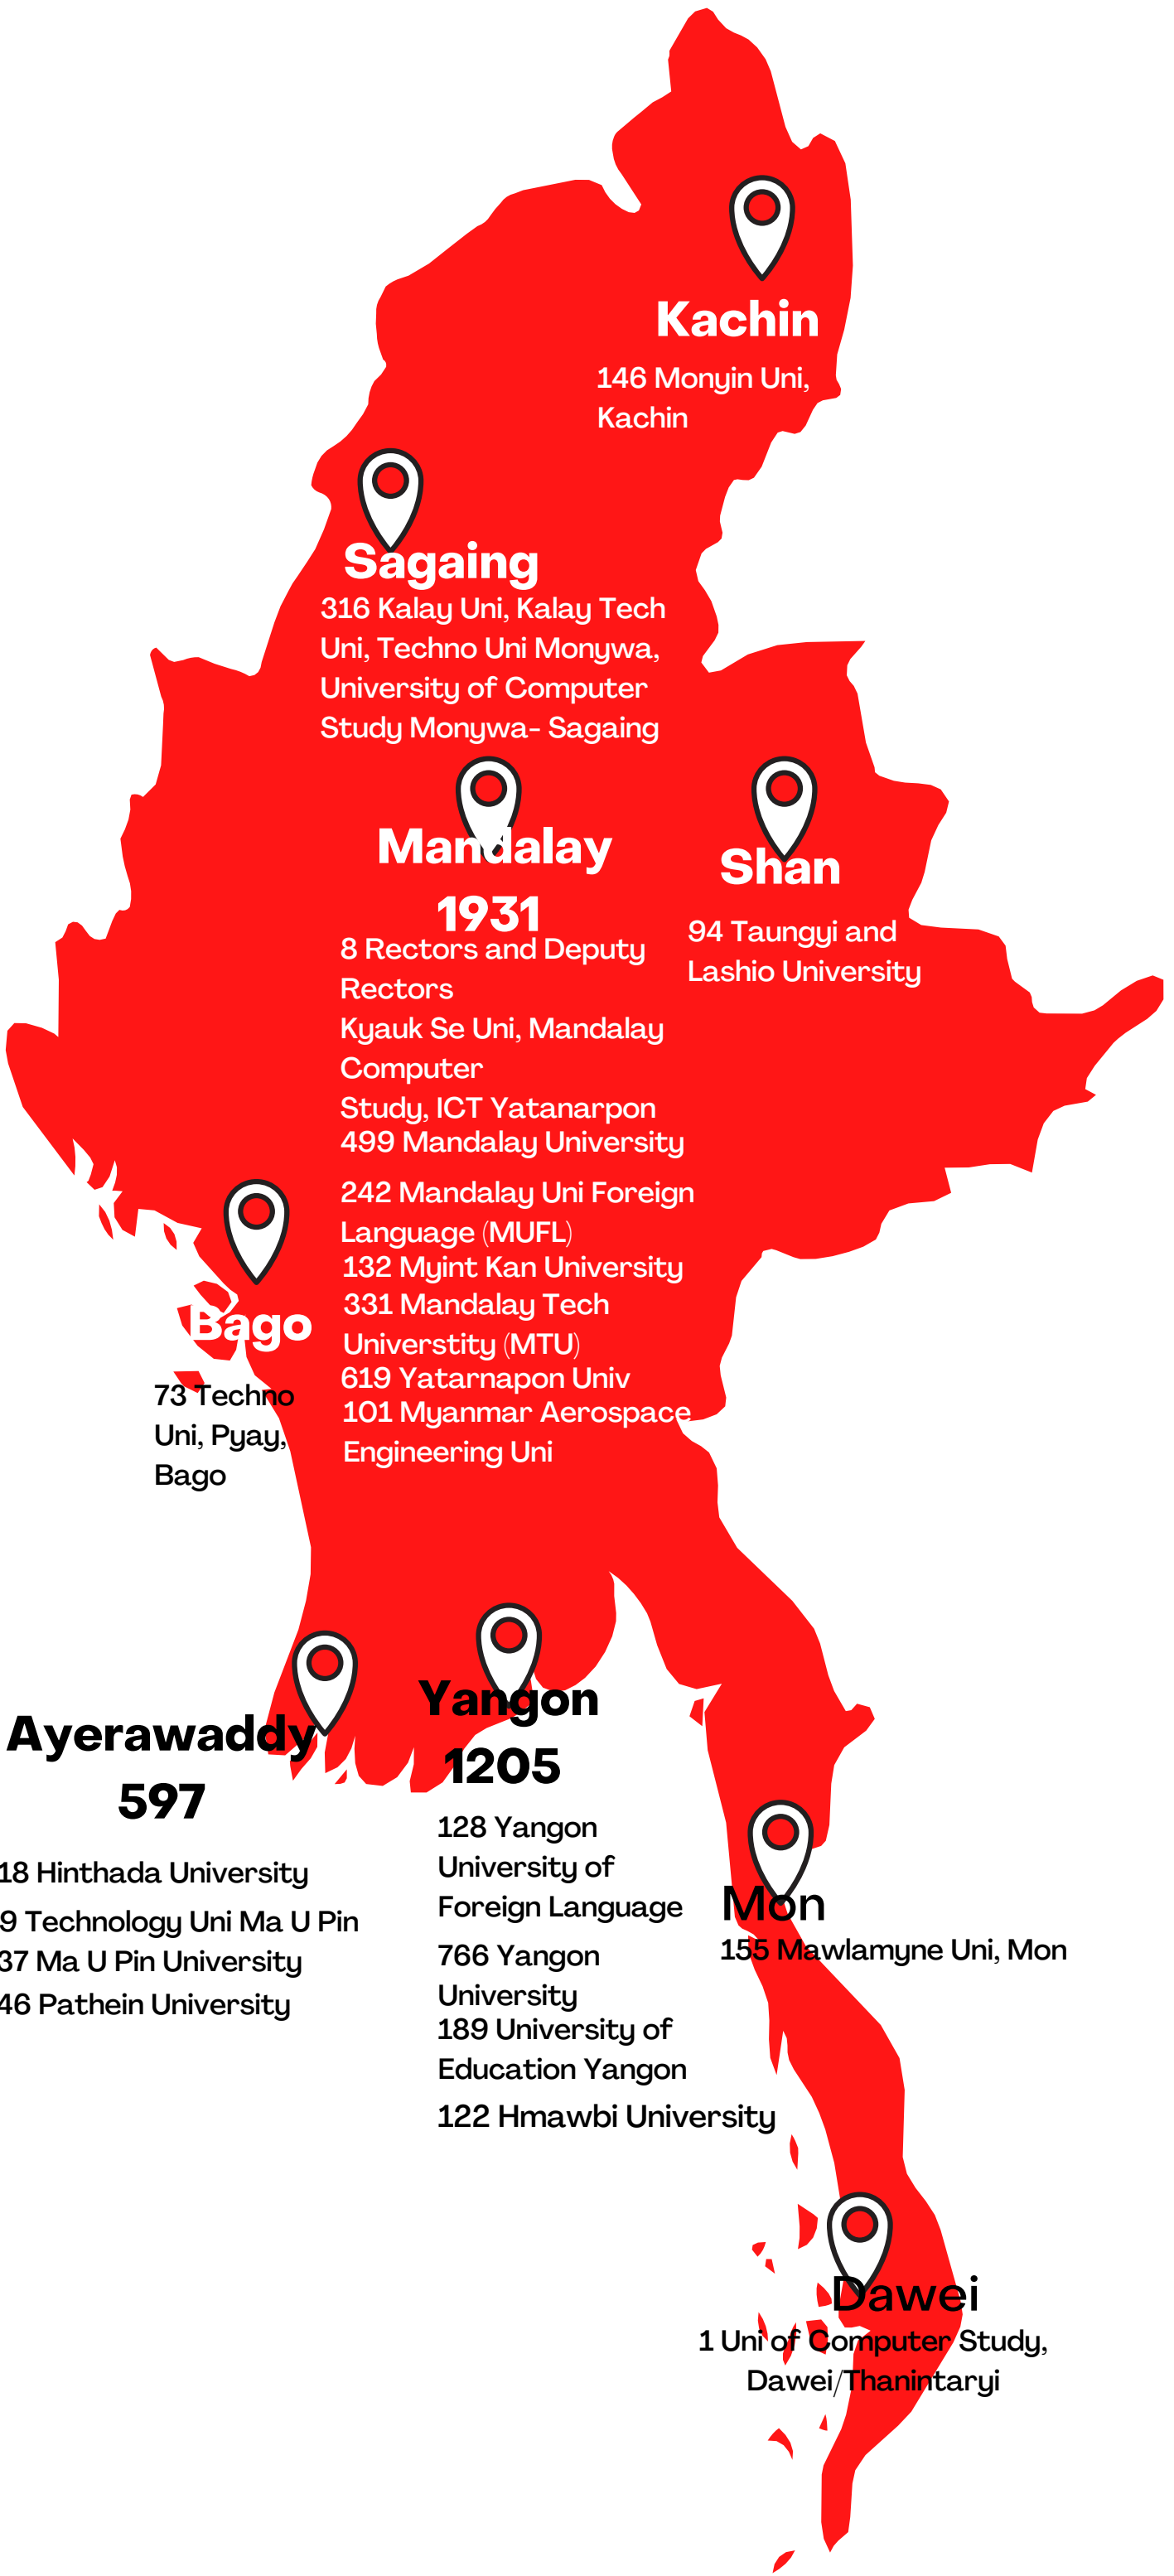 Kachin
146 Monyin Uni,
Kachin
Sagaing
316 Kalay Uni, Kalay Tech
Uni, Techno Uni Monywa,
University of Computer
Study Monywa- Sagaing
Mandalay
1931
8 Rectors and Deputy
Rectors
Kyauk Se Uni, Mandalay
Computer
Study, ICT Yatanarpon
499 Mandalay University
242 Mandalay Uni Foreign
Language (MUFL)
132 Myint Kan University
331 Mandalay Tech
Universtity (MTU)
619 Yatarnapon Univ
101 Myanmar Aerospace
Engineering Uni
Shan
94 Taungyi and
Lashio University
Bago
73 Techno
Uni, Pyay,
Bago
Ayerawaddy
597
18 Hinthada University
9 Technology Uni Ma U Pin
37 Ma U Pin University
46 Pathein University
Yangon
1205
128 Yangon
University of
Foreign Language
766 Yangon
University
189 University of
Education Yangon
122 Hmawbi University
Mon
155 Mawlamyne Uni, Mon
Dawei
1 Uni of Computer Study,
Dawei/Thanintaryi